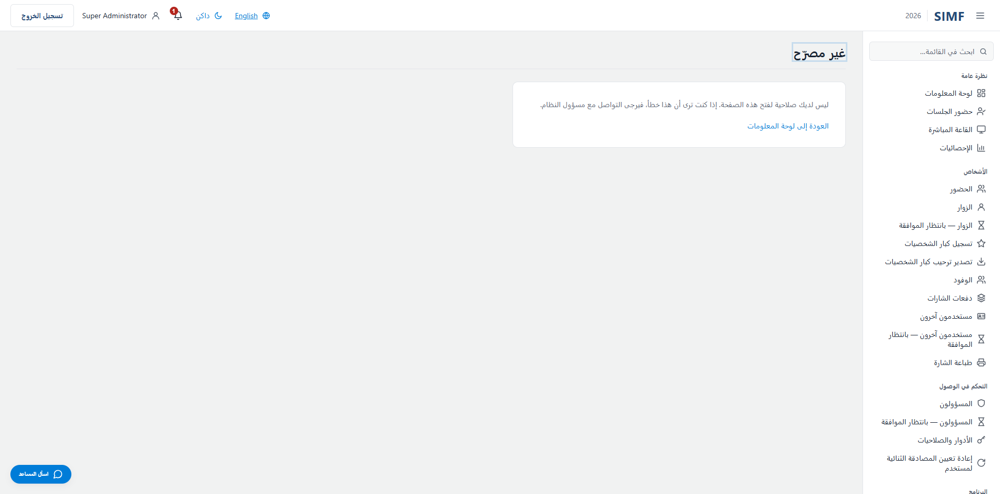 SIMF
2026
English
داكن
1
Super Administrator
تسجيل الخروج
ابحث في القائمة...
نظرة عامة
لوحة المعلومات
حضور الجلسات
القاعة المباشرة
الإحصائيات
الأشخاص
الحضور
الزوار
الزوار — بانتظار الموافقة
تسجيل كبار الشخصيات
تصدير ترحيب كبار الشخصيات
الوفود
دفعات الشارات
مستخدمون آخرون
مستخدمون آخرون — بانتظار
الموافقة
طباعة الشارة
التحكم في الوصول
المسؤولون
المسؤولون — بانتظار الموافقة
الأدوار والصلاحيات
إعادة تعيين المصادقة الثنائية
لمستخدم
البرنامج
غير مصرّح
ليس لديك صلاحية لفتح هذه الصفحة. إذا كنت ترى أن هذا خطأ، فيرجى التواصل مع مسؤول النظام.
العودة إلى لوحة المعلومات
اسأل المساعد